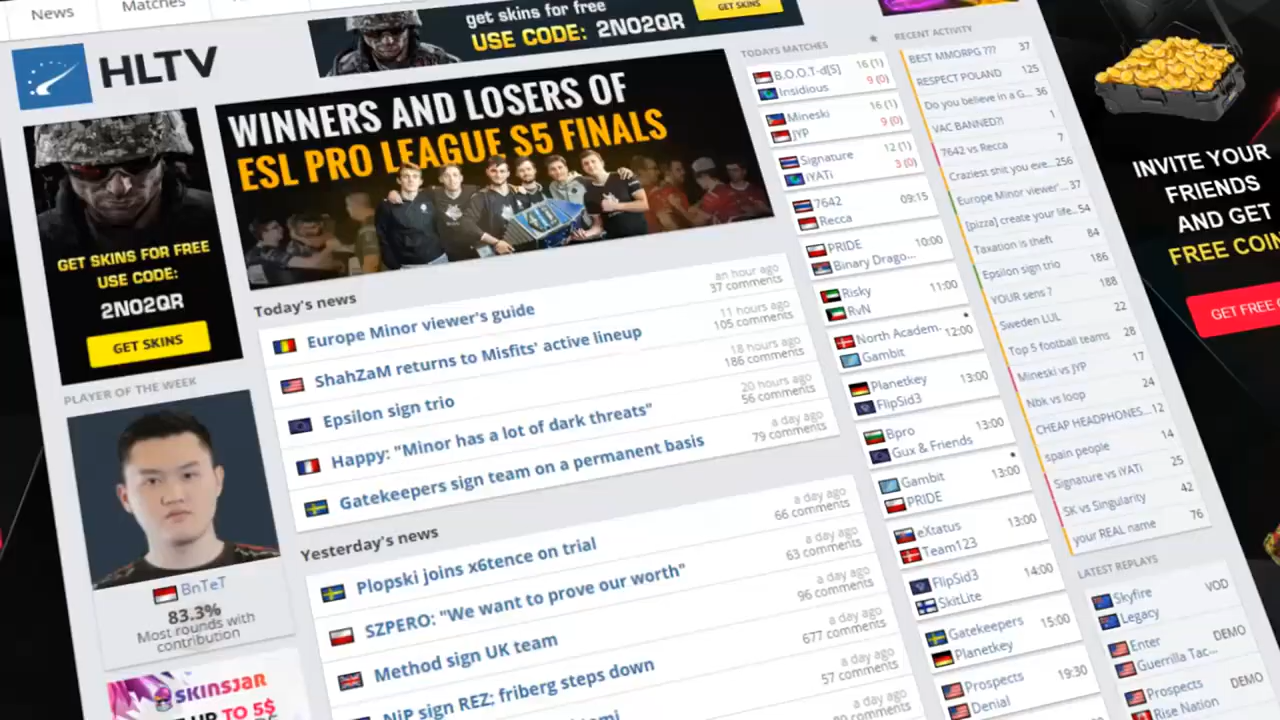 News
Matches
HLTV
get skins for free
USE CODE: 2NO2QR
GET SKINS
GET SKINS FOR FREE
USE CODE:
2NO2QR
GET SKINS
PLAYER OF THE WEEK
BnTeT
83.3%
Most rounds with
contribution
SKINSJAR
UP TO 5$
WINNERS AND LOSERS OF
ESL PRO LEAGUE S5 FINALS
Today's news
Europe Minor viewer's guide
an hour ago
37 comments
ShahZaM returns to Misfits' active lineup
11 hours ago
105 comments
Epsilon sign trio
18 hours ago
186 comments
Happy: "Minor has a lot of dark threats"
20 hours ago
56 comments
Gatekeepers sign team on a permanent basis
a day ago
79 comments
Yesterday's news
Plopski joins x6tence on trial
a day ago
66 comments
SZPERO: "We want to prove our worth"
a day ago
63 comments
Method sign UK team
a day ago
96 comments
NiP sign REZ; friberg steps down
a day ago
677 comments
a day ago
57 comments
a day ago
TODAYS MATCHES
B.O.O.T-d[S] 16 (1)
Insidious 9 (0)
Mineski 16 (1)
JYP 9 (0)
Signature 12 (1)
iYATi 3 (0)
7642 09:15
Recca
PRIDE 10:00
Binary Drago...
Risky 11:00
RvN
North Academ- 12:00
Gambit
Planetkey 13:00
FlipSid3
Bpro 13:00
Gux & Friends
Gambit 13:00
PRIDE
eXtatus 13:00
Team123
FlipSid3 14:00
SkitLite
Gatekeepers 15:00
Planetkey
Prospects 19:30
Denial
RECENT ACTIVITY
BEST MMORPG ??? 37
RESPECT POLAND 125
Do you believe in a G... 36
VAC BANNED?! 1
7642 vs Recca 7
Craziest shit you eve... 256
Europe Minor viewer'... 37
[pizza] create your life... 54
Taxation is theft 84
Epsilon sign trio 186
YOUR sens ? 188
Sweden LUL 22
Top 5 football teams 28
Mineski vs JYP 17
Nbk vs loop 24
CHEAP HEADPHONES... 12
spain people 14
Signature vs iYATi 25
SK vs Singularity 42
your REAL name 76
LATEST REPLAYS
Skyfire VOD
Legacy
Enter DEMO
Guerrilla Tac...
Prospects DEMO
Rise Nation
INVITE YOUR
FRIENDS
AND GET
FREE COIN
GET FREE